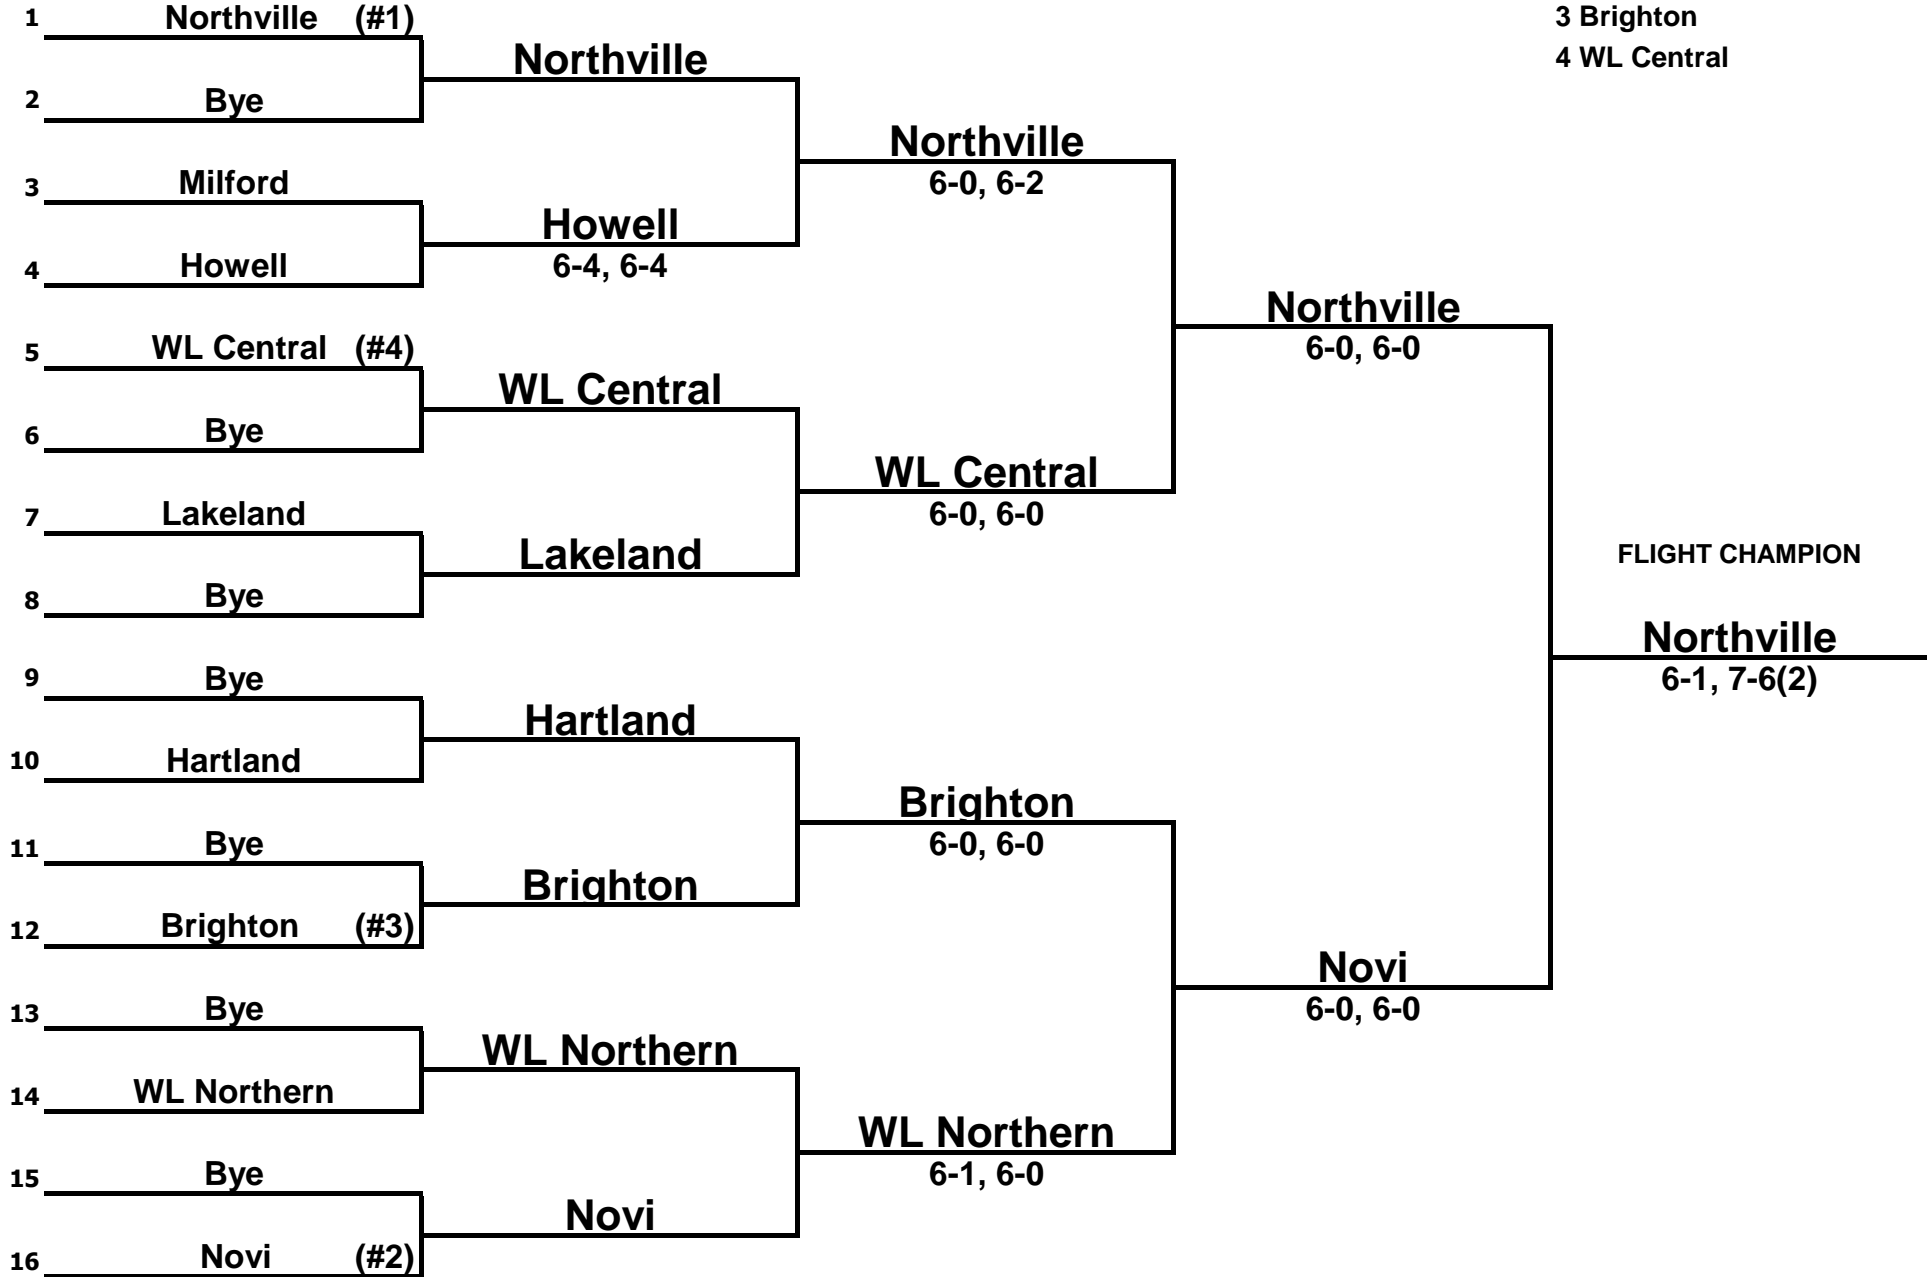 3 Brighton
4 WL Central
1 Northville (#1)
Northville
2 Bye
Northville
6-0, 6-2
3 Milford
Howell
6-4, 6-4
4 Howell
Northville
6-0, 6-0
5 WL Central (#4)
WL Central
6 Bye
WL Central
6-0, 6-0
7 Lakeland
Lakeland
8 Bye
FLIGHT CHAMPION
Northville
6-1, 7-6(2)
9 Bye
Hartland
10 Hartland
Brighton
6-0, 6-0
11 Bye
Brighton
12 Brighton (#3)
Novi
6-0, 6-0
13 Bye
WL Northern
14 WL Northern
WL Northern
6-1, 6-0
15 Bye
Novi
16 Novi (#2)